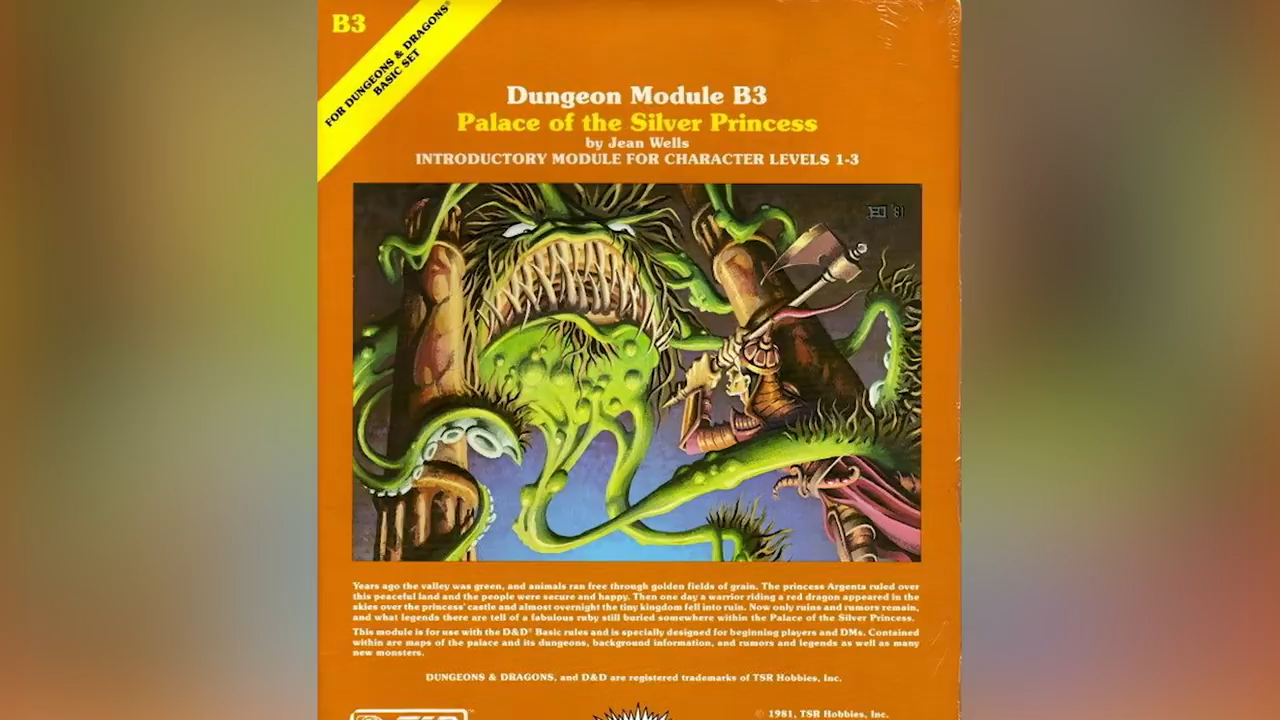 B3
FOR DUNGEONS & DRAGONS®
BASIC SET
Dungeon Module B3
Palace of the Silver Princess
by Jean Wells
INTRODUCTORY MODULE FOR CHARACTER LEVELS 1-3
'81
Years ago the valley was green, and animals ran free through golden fields of grain. The princess Argenta ruled over
this peaceful land and the people were secure and happy. Then one day a warrior riding a red dragon appeared in the
skies over the princess' castle and almost overnight the tiny kingdom fell into ruin. Now only ruins and rumors remain,
and what legends there are tell of a fabulous ruby still buried somewhere within the Palace of the Silver Princess.
This module is for use with the D&D® Basic rules and is specially designed for beginning players and DMs. Contained
within are maps of the palace and its dungeons, background information, and rumors and legends as well as many
new monsters.
DUNGEONS & DRAGONS, and D&D are registered trademarks of TSR Hobbies, Inc.
© 1981, TSR Hobbies, Inc.